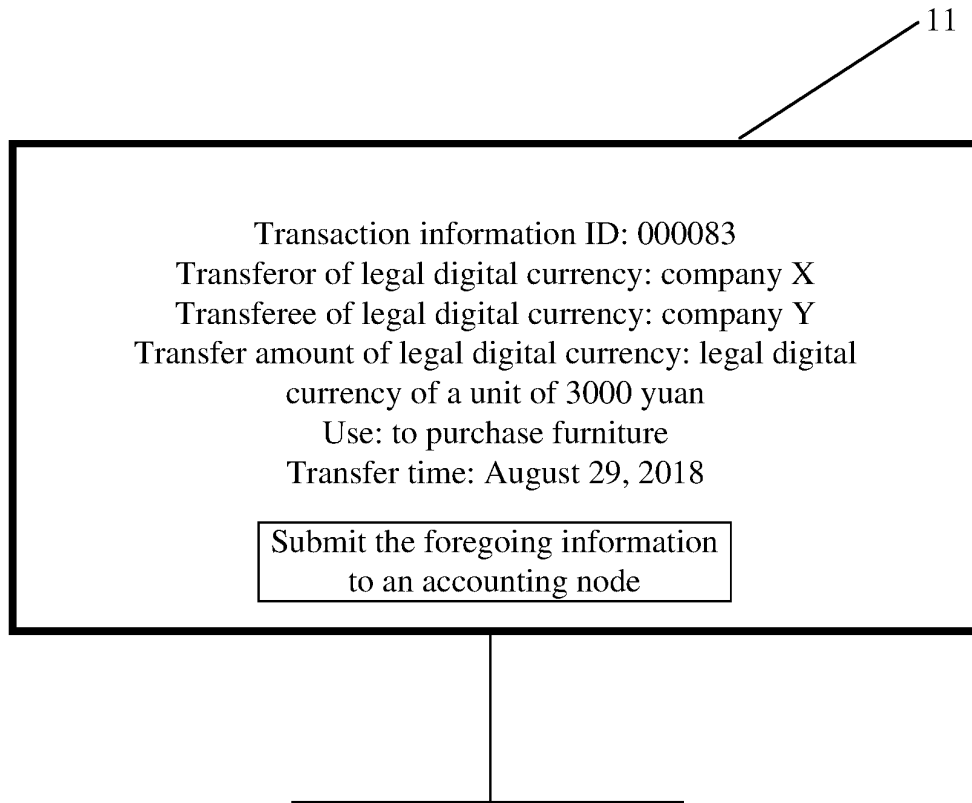 11
Transaction information ID: 000083
Transferor of legal digital currency: company X
Transferee of legal digital currency: company Y
Transfer amount of legal digital currency: legal digital
currency of a unit of 3000 yuan
Use: to purchase furniture
Transfer time: August 29, 2018
Submit the foregoing information
to an accounting node